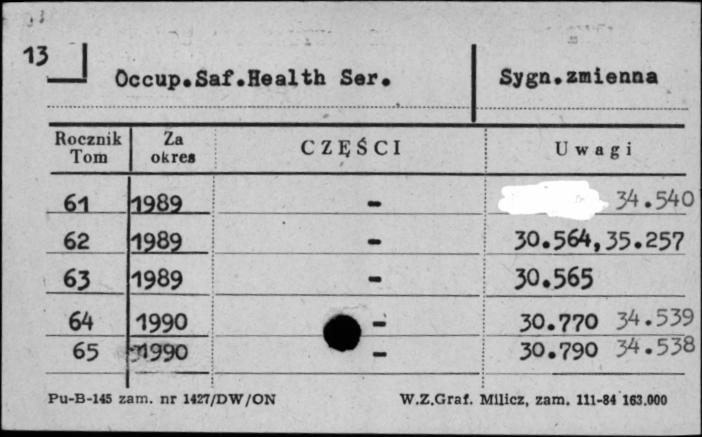 13
Occup.Saf.Health Ser. Sygn.zmienna
Rocznik Tom Za okres CZĘŚCI Uwagi
61 1989 - 34.540
62 1989 - 30.564,35.257
63 1989 - 30.565
64 1990 - 30.770 34.539
65 1990 - 30.790 34.538
Pu-B-145 zam. nr 1427/DW/ON W.Z.Graf. Milicz, zam. 111-84 163.000